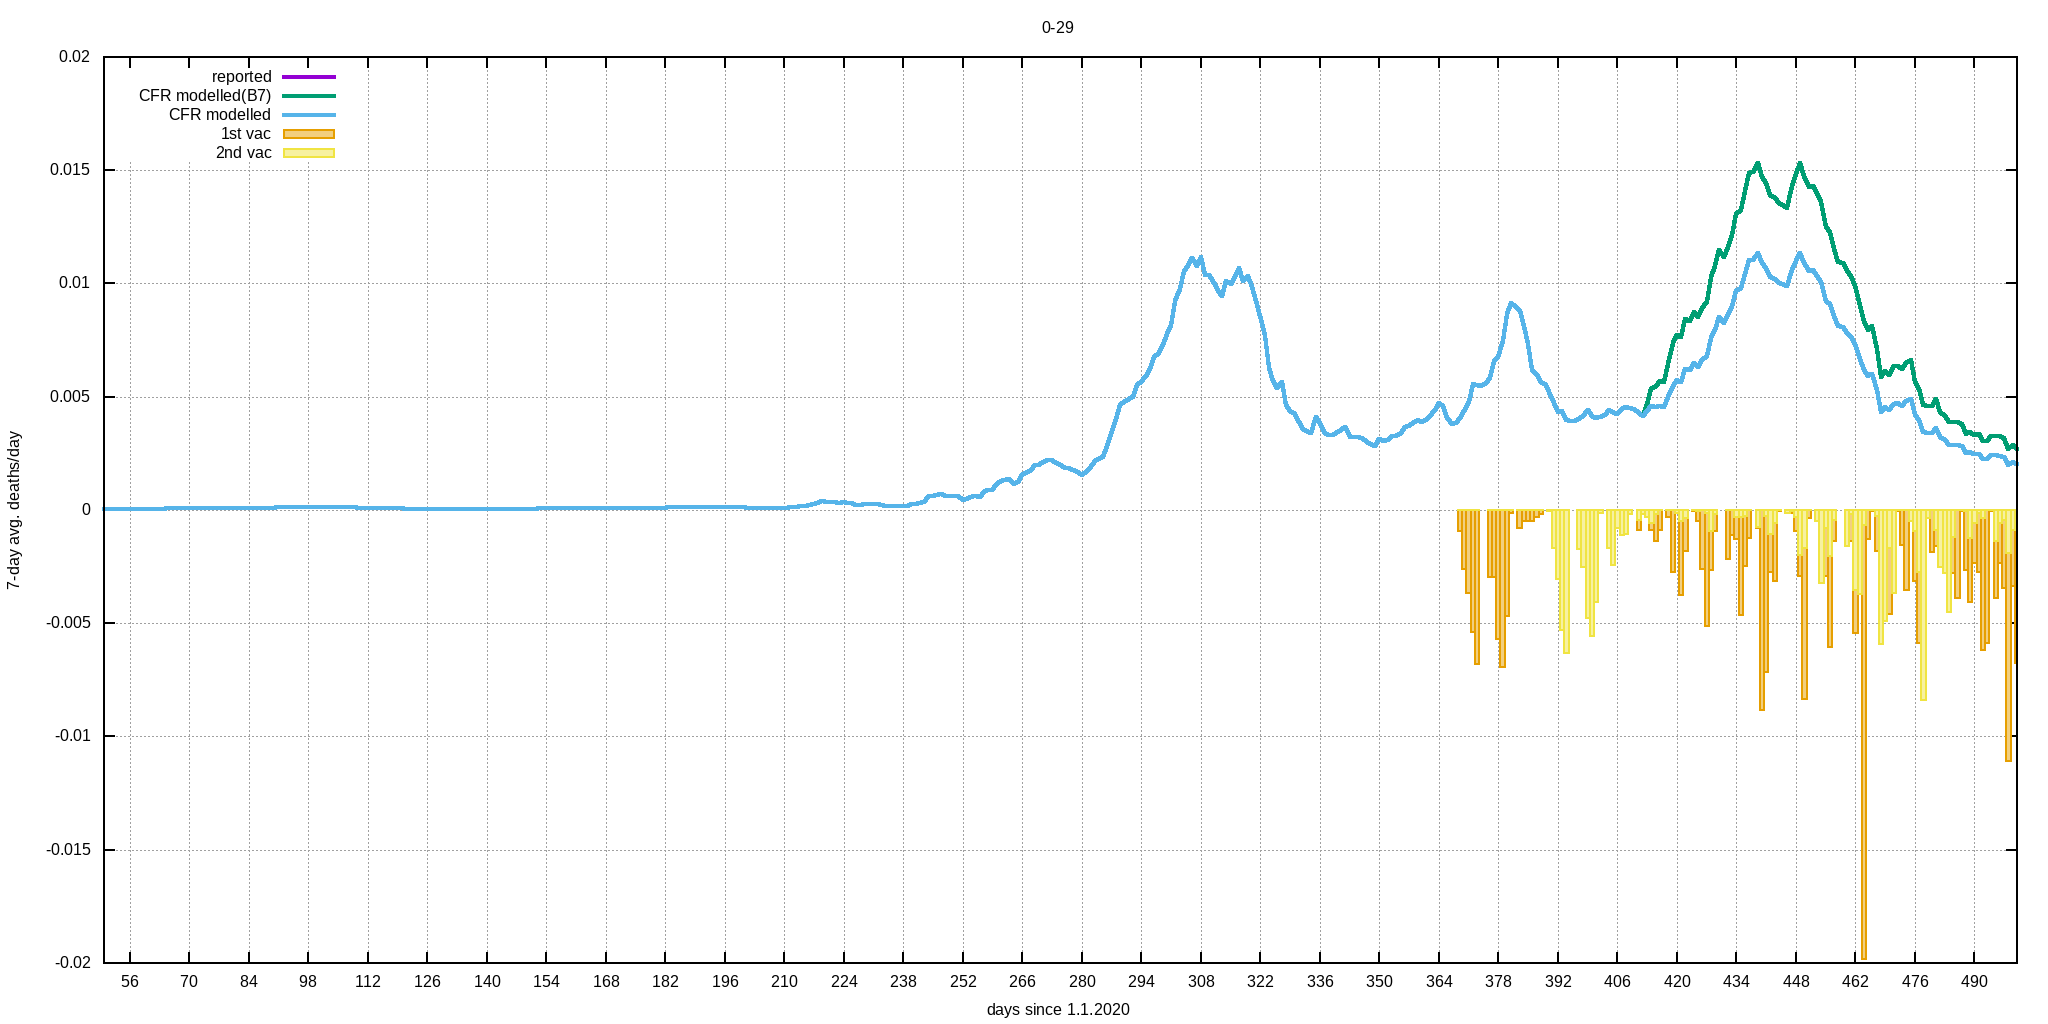 0-29
reported
CFR modelled(B7)
CFR modelled
1st vac
2nd vac
0.02
0.015
0.01
0.005
0
-0.005
-0.01
-0.015
-0.02
7-day avg. deaths/day
56 70 84 98 112 126 140 154 168 182 196 210 224 238 252 266 280 294 308 322 336 350 364 378 392 406 420 434 448 462 476 490
days since 1.1.2020